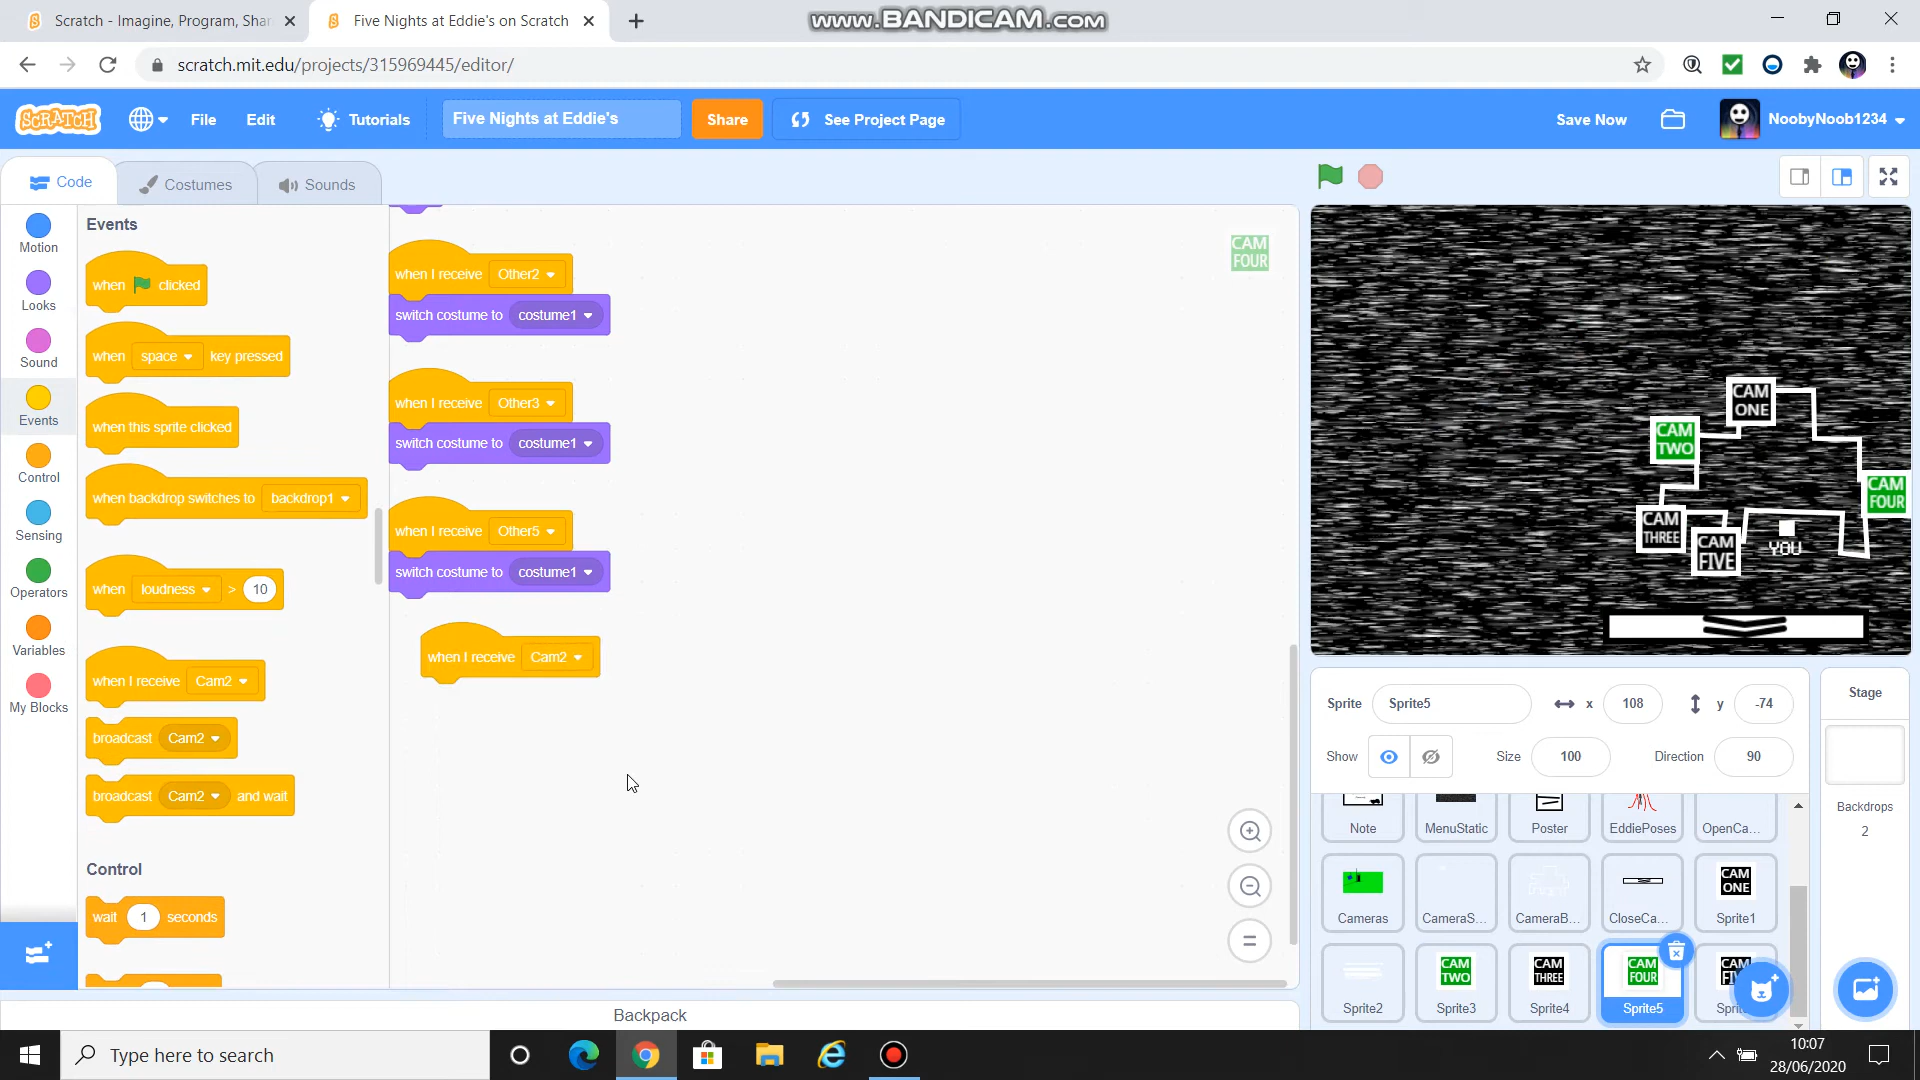 Scratch - Imagine, Program, Shar
Five Nights at Eddie's on Scratch
www.BANDICAM.com
scratch.mit.edu/projects/315969445/editor/
SCRATCH
File
Edit
Tutorials
Five Nights at Eddie's
Share
See Project Page
Save Now
NoobyNoob1234
Code
Costumes
Sounds
Motion
Looks
Sound
Events
Control
Sensing
Operators
Variables
My Blocks
Events
when clicked
when space key pressed
when this sprite clicked
when backdrop switches to backdrop1
when loudness > 10
when I receive Cam2
broadcast Cam2
broadcast Cam2 and wait
Control
wait 1 seconds
when I receive Other2
switch costume to costume1
when I receive Other3
switch costume to costume1
when I receive Other5
switch costume to costume1
when I receive Cam2
CAM
FOUR
CAM
ONE
CAM
TWO
CAM
FOUR
CAM
THREE
CAM
FIVE
YOU
Sprite Sprite5 x 108 y -74
Show Size 100 Direction 90
Stage
Backdrops
2
Note
MenuStatic
Poster
EddiePoses
OpenCa...
Cameras
CameraS...
CameraB...
CloseCa...
CAM
ONE
Sprite1
Sprite2
CAM
TWO
Sprite3
CAM
THREE
Sprite4
CAM
FOUR
Sprite5
Backpack
Type here to search
10:07
28/06/2020